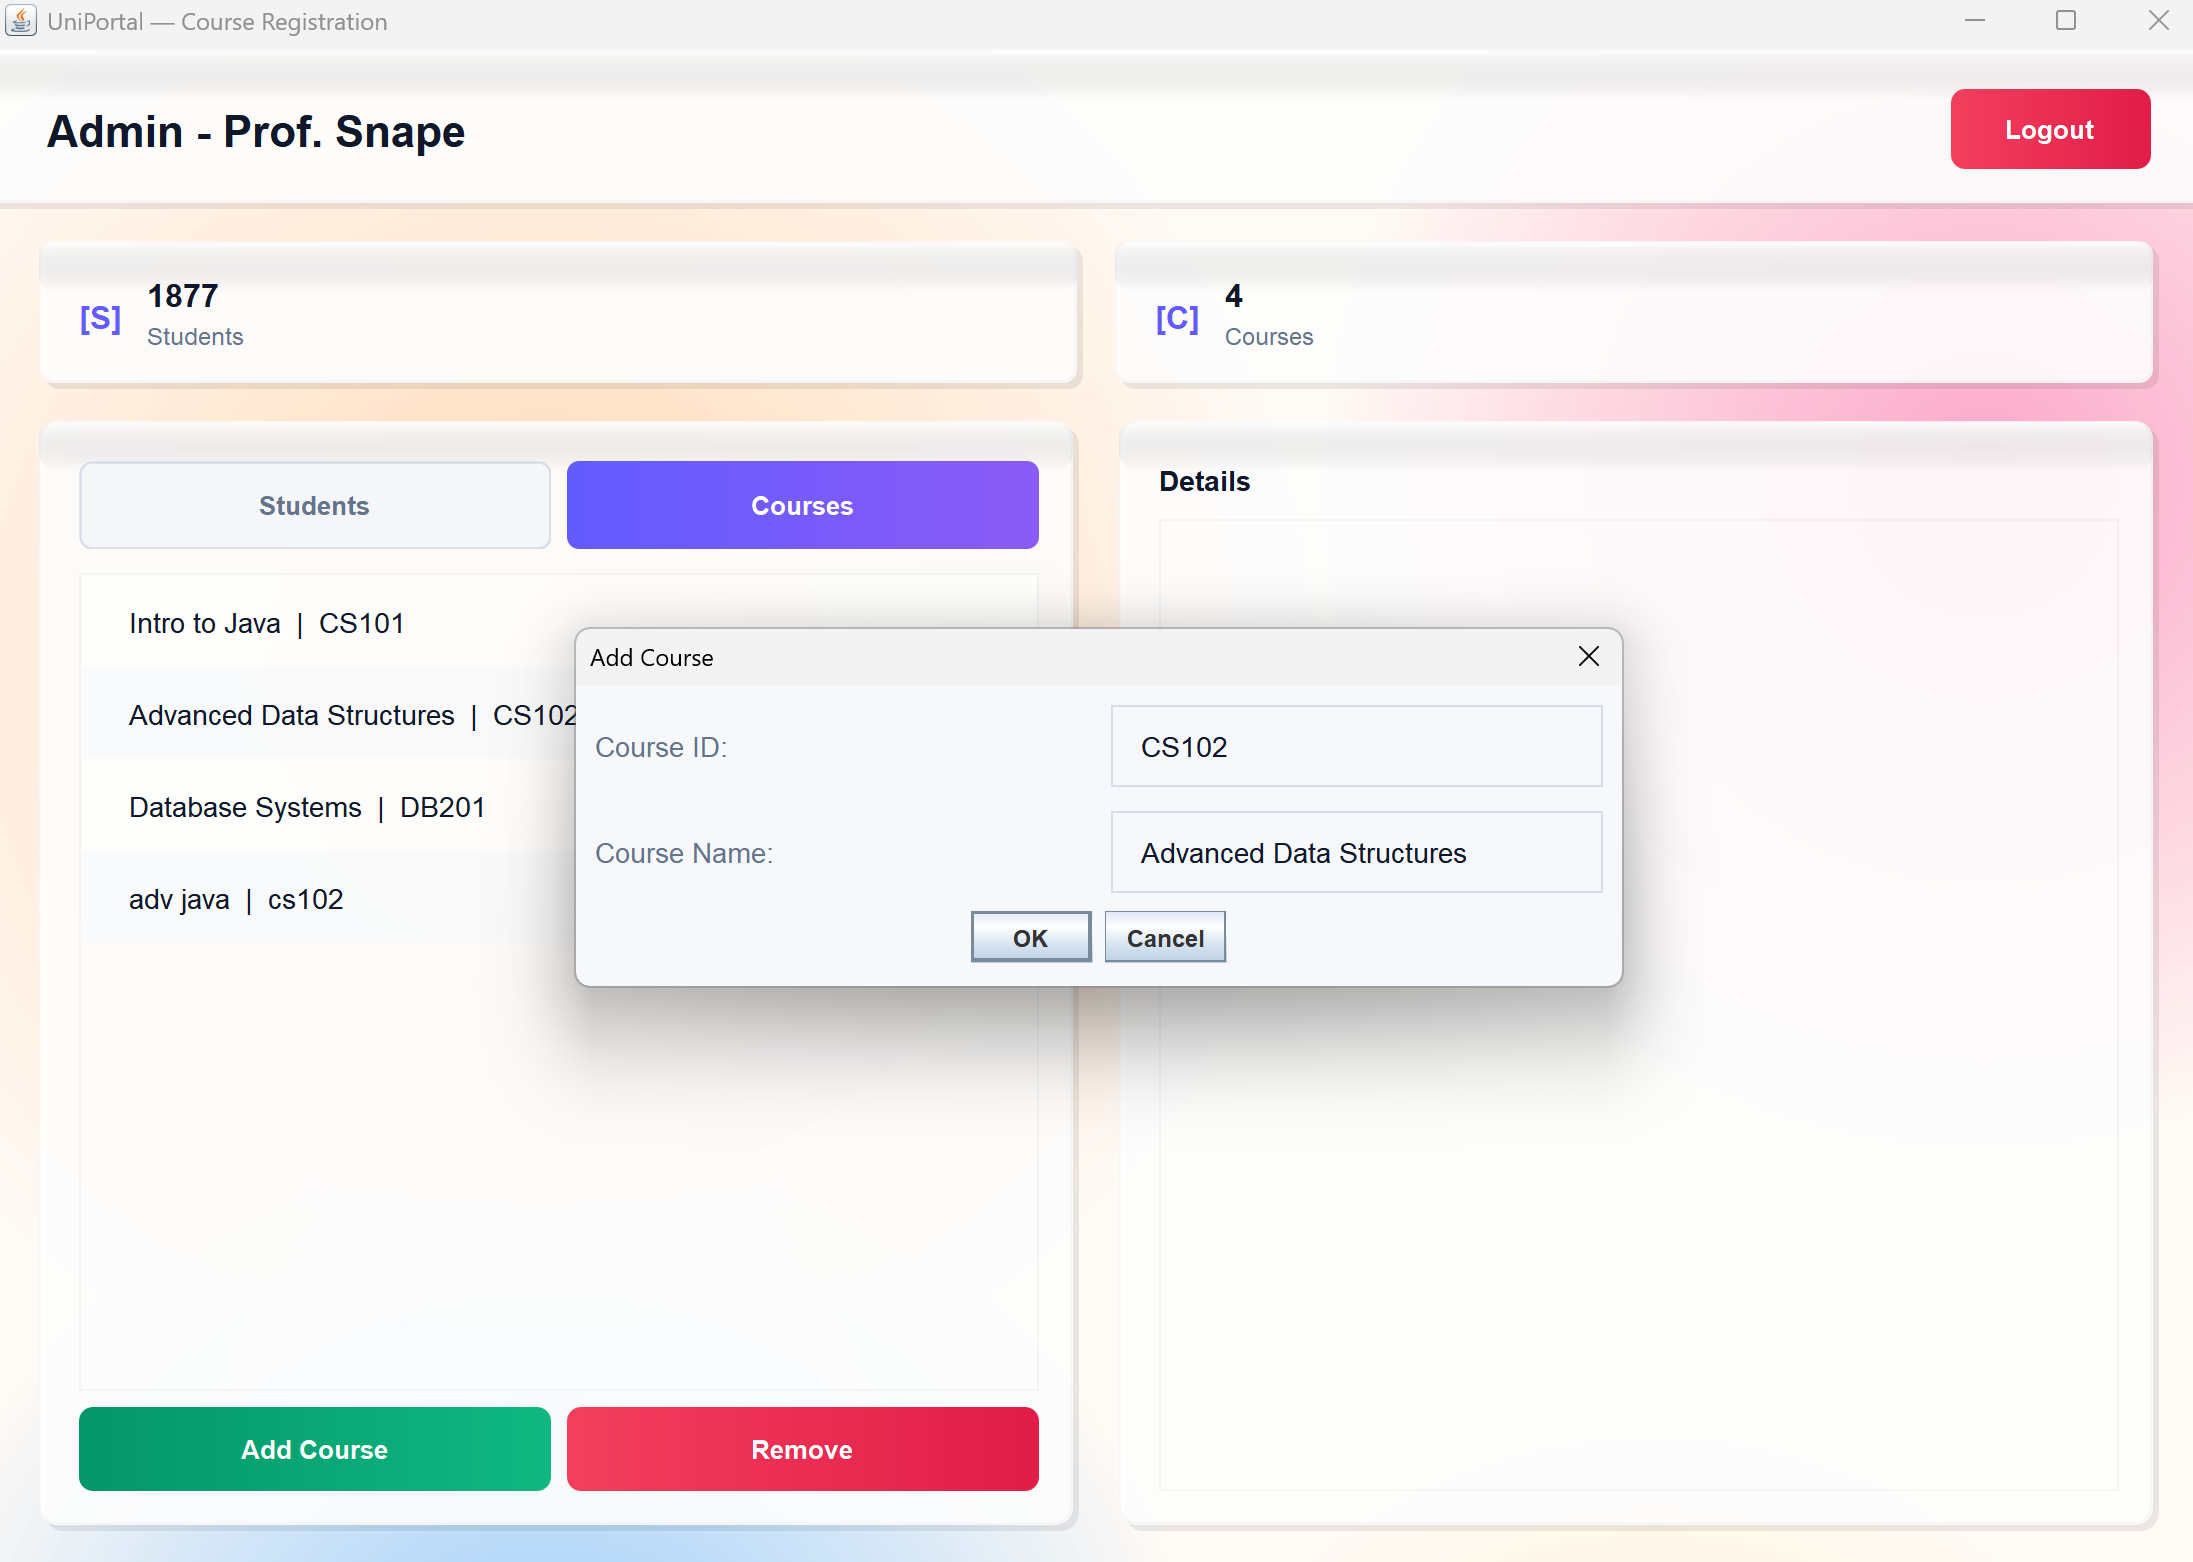 UniPortal — Course Registration
Admin - Prof. Snape
Logout
[S]
1877
Students
[C]
4
Courses
Students
Courses
Details
Intro to Java | CS101
Advanced Data Structures | CS102
Database Systems | DB201
adv java | cs102
Add Course
Course ID:
CS102
Course Name:
Advanced Data Structures
OK
Cancel
Add Course
Remove